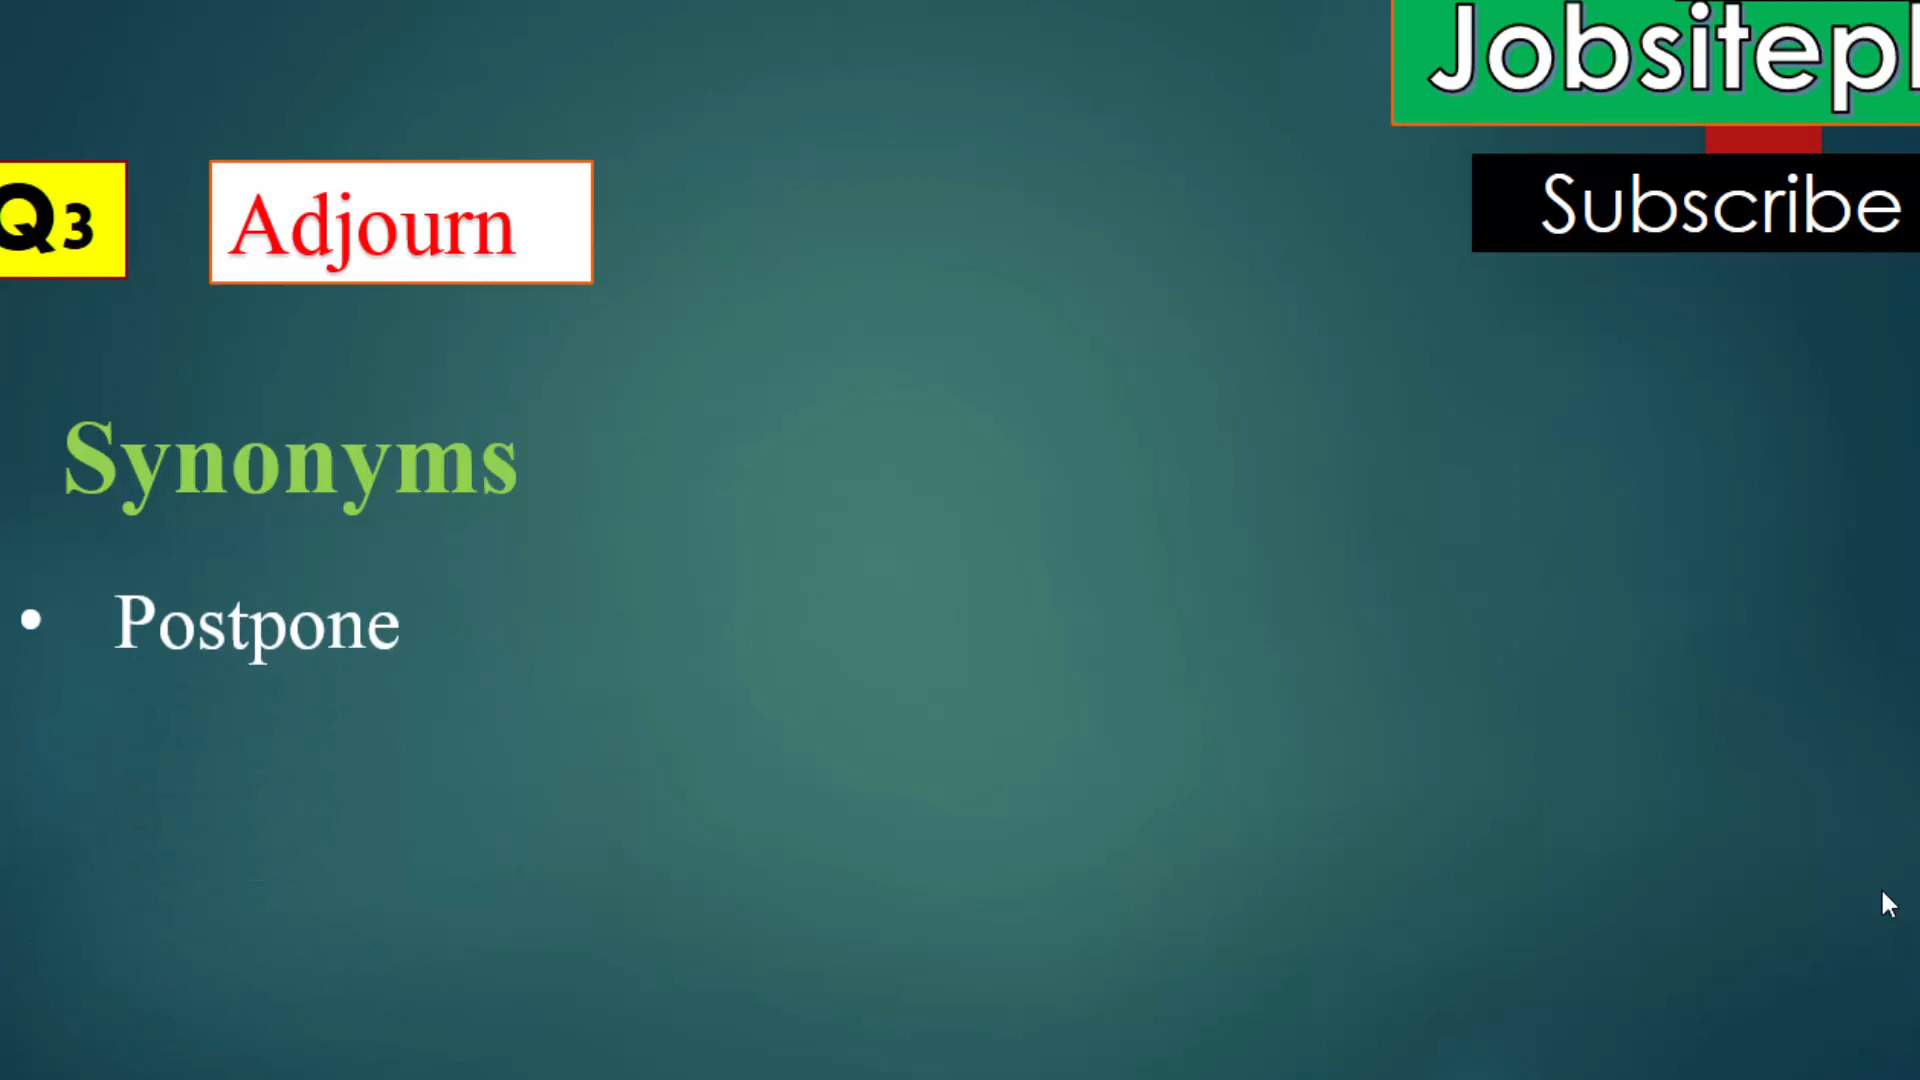 Jobsitep
Q3
Adjourn
Subscribe
Synonyms
• Postpone